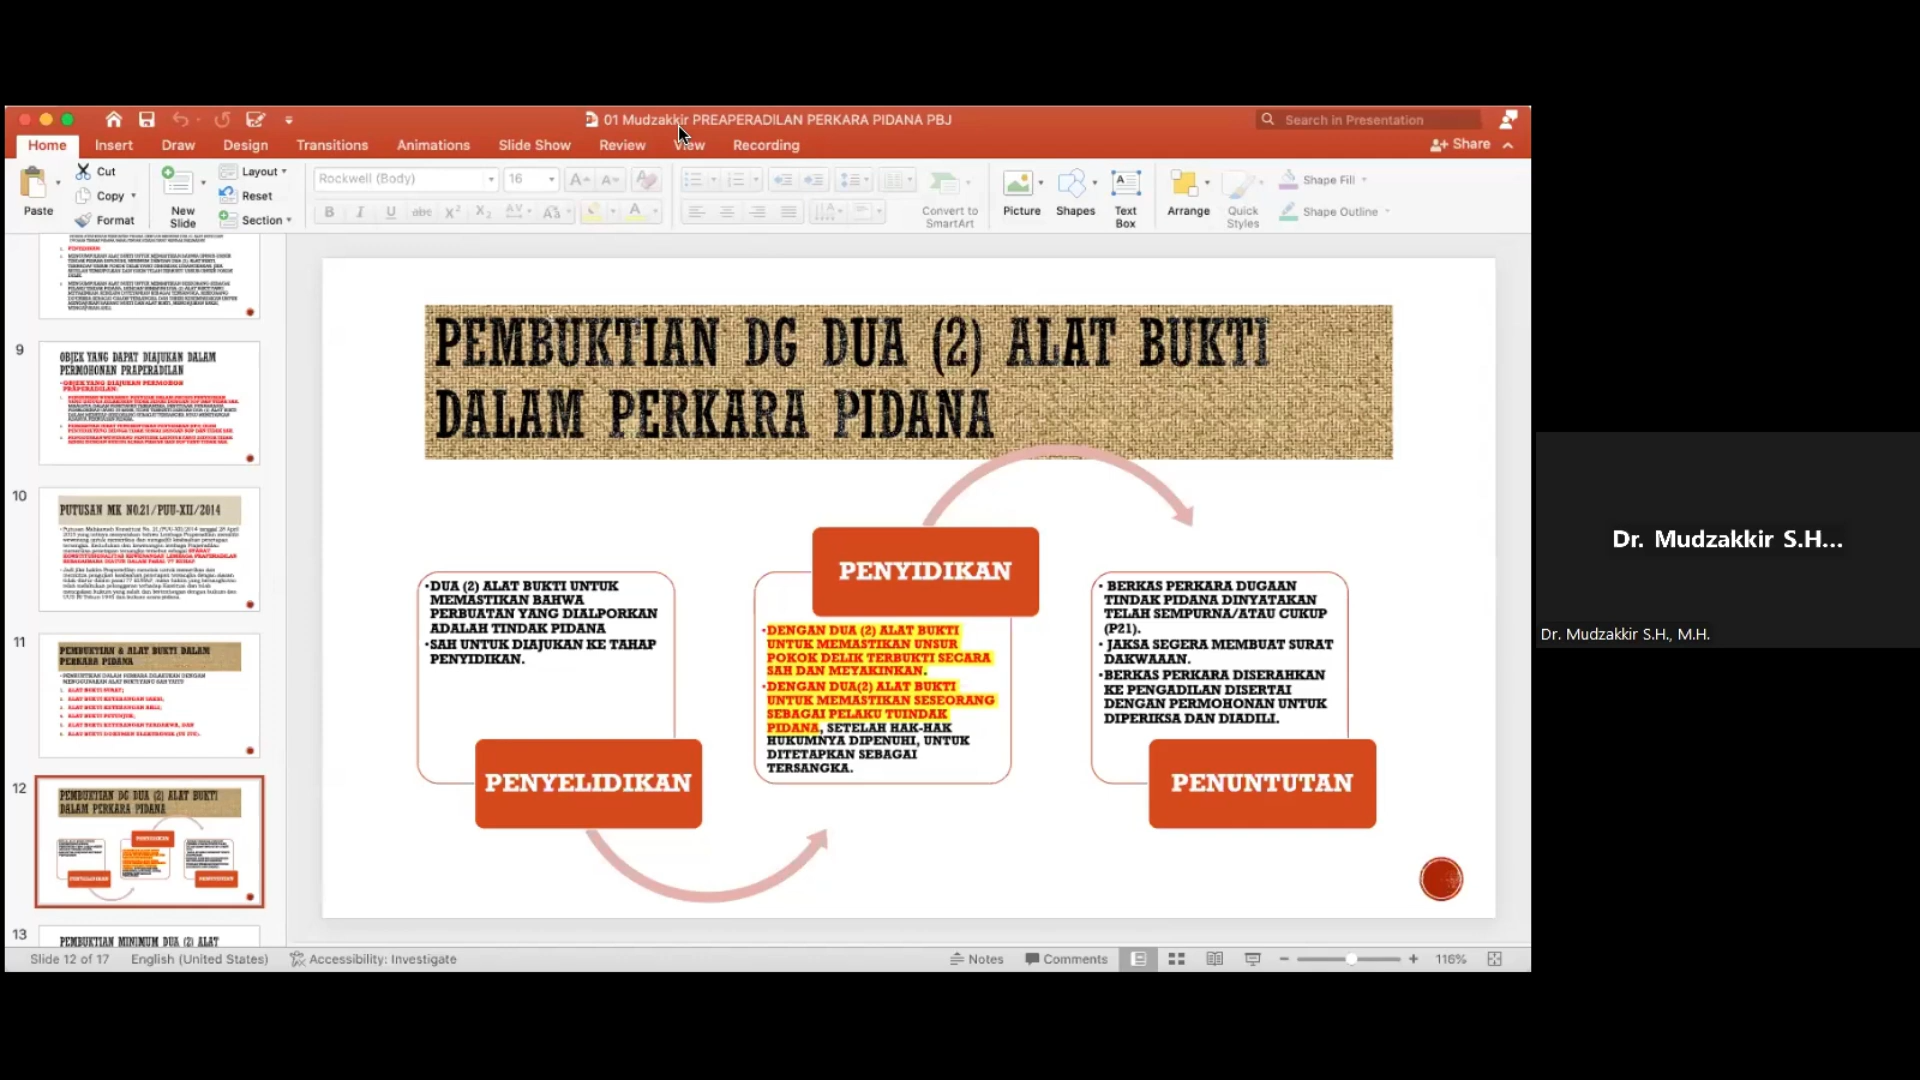 01 Mudzakkir PREAPERADILAN PERKARA PIDANA PBJ
Search in Presentation
Home Insert Draw Design Transitions Animations Slide Show Review View Recording
Share
Paste
Cut
Copy
Format
New Slide
Layout
Reset
Section
Rockwell (Body) 16
Convert to SmartArt
Picture
Shapes
Text Box
Arrange
Quick Styles
Shape Fill
Shape Outline
9
OBJEK YANG DAPAT DIAJUKAN DALAM
PERMOHONAN PRAPERADILAN
10
PUTUSAN MK NO.21/PUU-XII/2014
11
PEMBUKTIAN & ALAT BUKTI DALAM
PERKARA PIDANA
12
PEMBUKTIAN DG DUA (2) ALAT BUKTI
DALAM PERKARA PIDANA
13
PEMBUKTIAN MINIMUM DUA (2) ALAT
PEMBUKTIAN DG DUA (2) ALAT BUKTI
DALAM PERKARA PIDANA
•DUA (2) ALAT BUKTI UNTUK
MEMASTIKAN BAHWA
PERBUATAN YANG DIALPORKAN
ADALAH TINDAK PIDANA
•SAH UNTUK DIAJUKAN KE TAHAP
PENYIDIKAN.
PENYELIDIKAN
PENYIDIKAN
•DENGAN DUA (2) ALAT BUKTI
UNTUK MEMASTIKAN UNSUR
POKOK DELIK TERBUKTI SECARA
SAH DAN MEYAKINKAN.
•DENGAN DUA(2) ALAT BUKTI
UNTUK MEMASTIKAN SESEORANG
SEBAGAI PELAKU TUINDAK
PIDANA, SETELAH HAK-HAK
HUKUMNYA DIPENUHI, UNTUK
DITETAPKAN SEBAGAI
TERSANGKA.
• BERKAS PERKARA DUGAAN
TINDAK PIDANA DINYATAKAN
TELAH SEMPURNA/ATAU CUKUP
(P21).
• JAKSA SEGERA MEMBUAT SURAT
DAKWAAAN.
•BERKAS PERKARA DISERAHKAN
KE PENGADILAN DISERTAI
DENGAN PERMOHONAN UNTUK
DIPERIKSA DAN DIADILI.
PENUNTUTAN
Slide 12 of 17 English (United States) Accessibility: Investigate
Notes Comments 116%
Dr. Mudzakkir S.H...
Dr. Mudzakkir S.H., M.H.